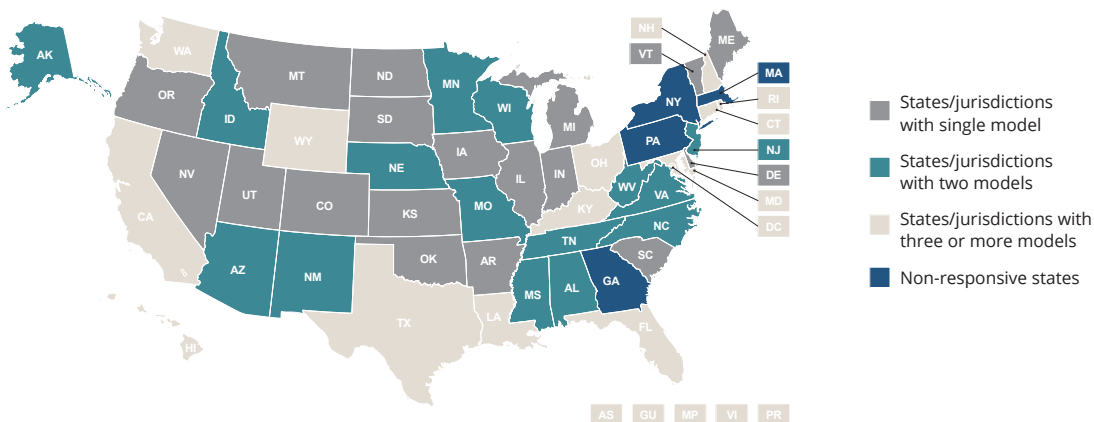 NH
ME
VT
AK
WA
MA
MT
ND
MN
RI
OR
NY
WI
CT
ID
SD
MI
PA
NJ
WY
IA
OH
NE
DE
NV
IL
IN
UT
WV
MD
CO
VA
CA
KS
MO
KY
DC
NC
TN
OK
AR
SC
AZ
NM
MS
AL
GA
LA
TX
FL
HI
AS
GU
MP
VI
PR
States/jurisdictions
with single model
States/jurisdictions
with two models
States/jurisdictions with
three or more models
Non-responsive states